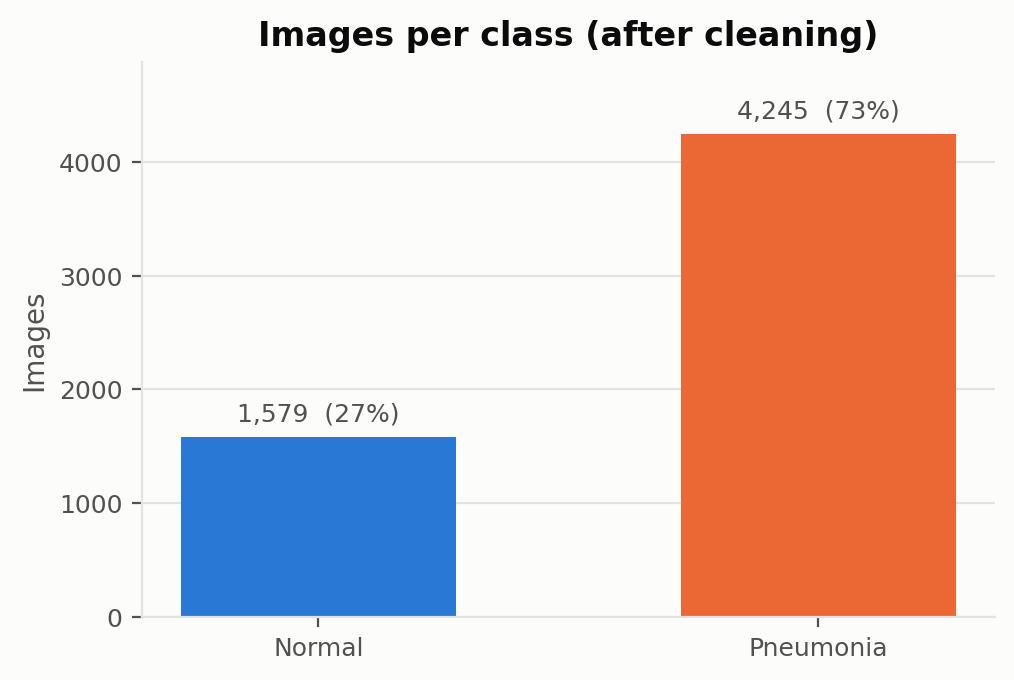 Images per class (after cleaning)
4,245  (73%)
4000
3000
Images
2000
1,579  (27%)
1000
0
Normal
Pneumonia